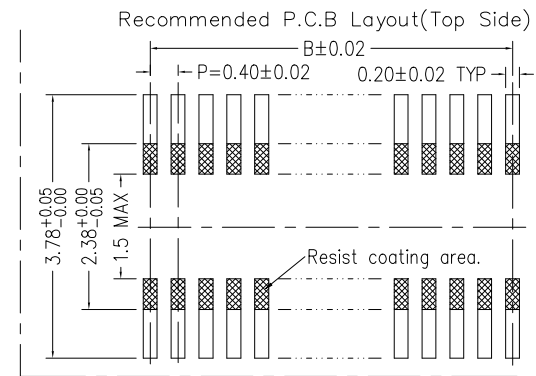 Recommended P.C.B Layout(Top Side)
B±0.02
P=0.40±0.02
0.20±0.02 TYP
3.78+0.05-0.00
2.38+0.00-0.05
1.5 MAX
Resist coating area.